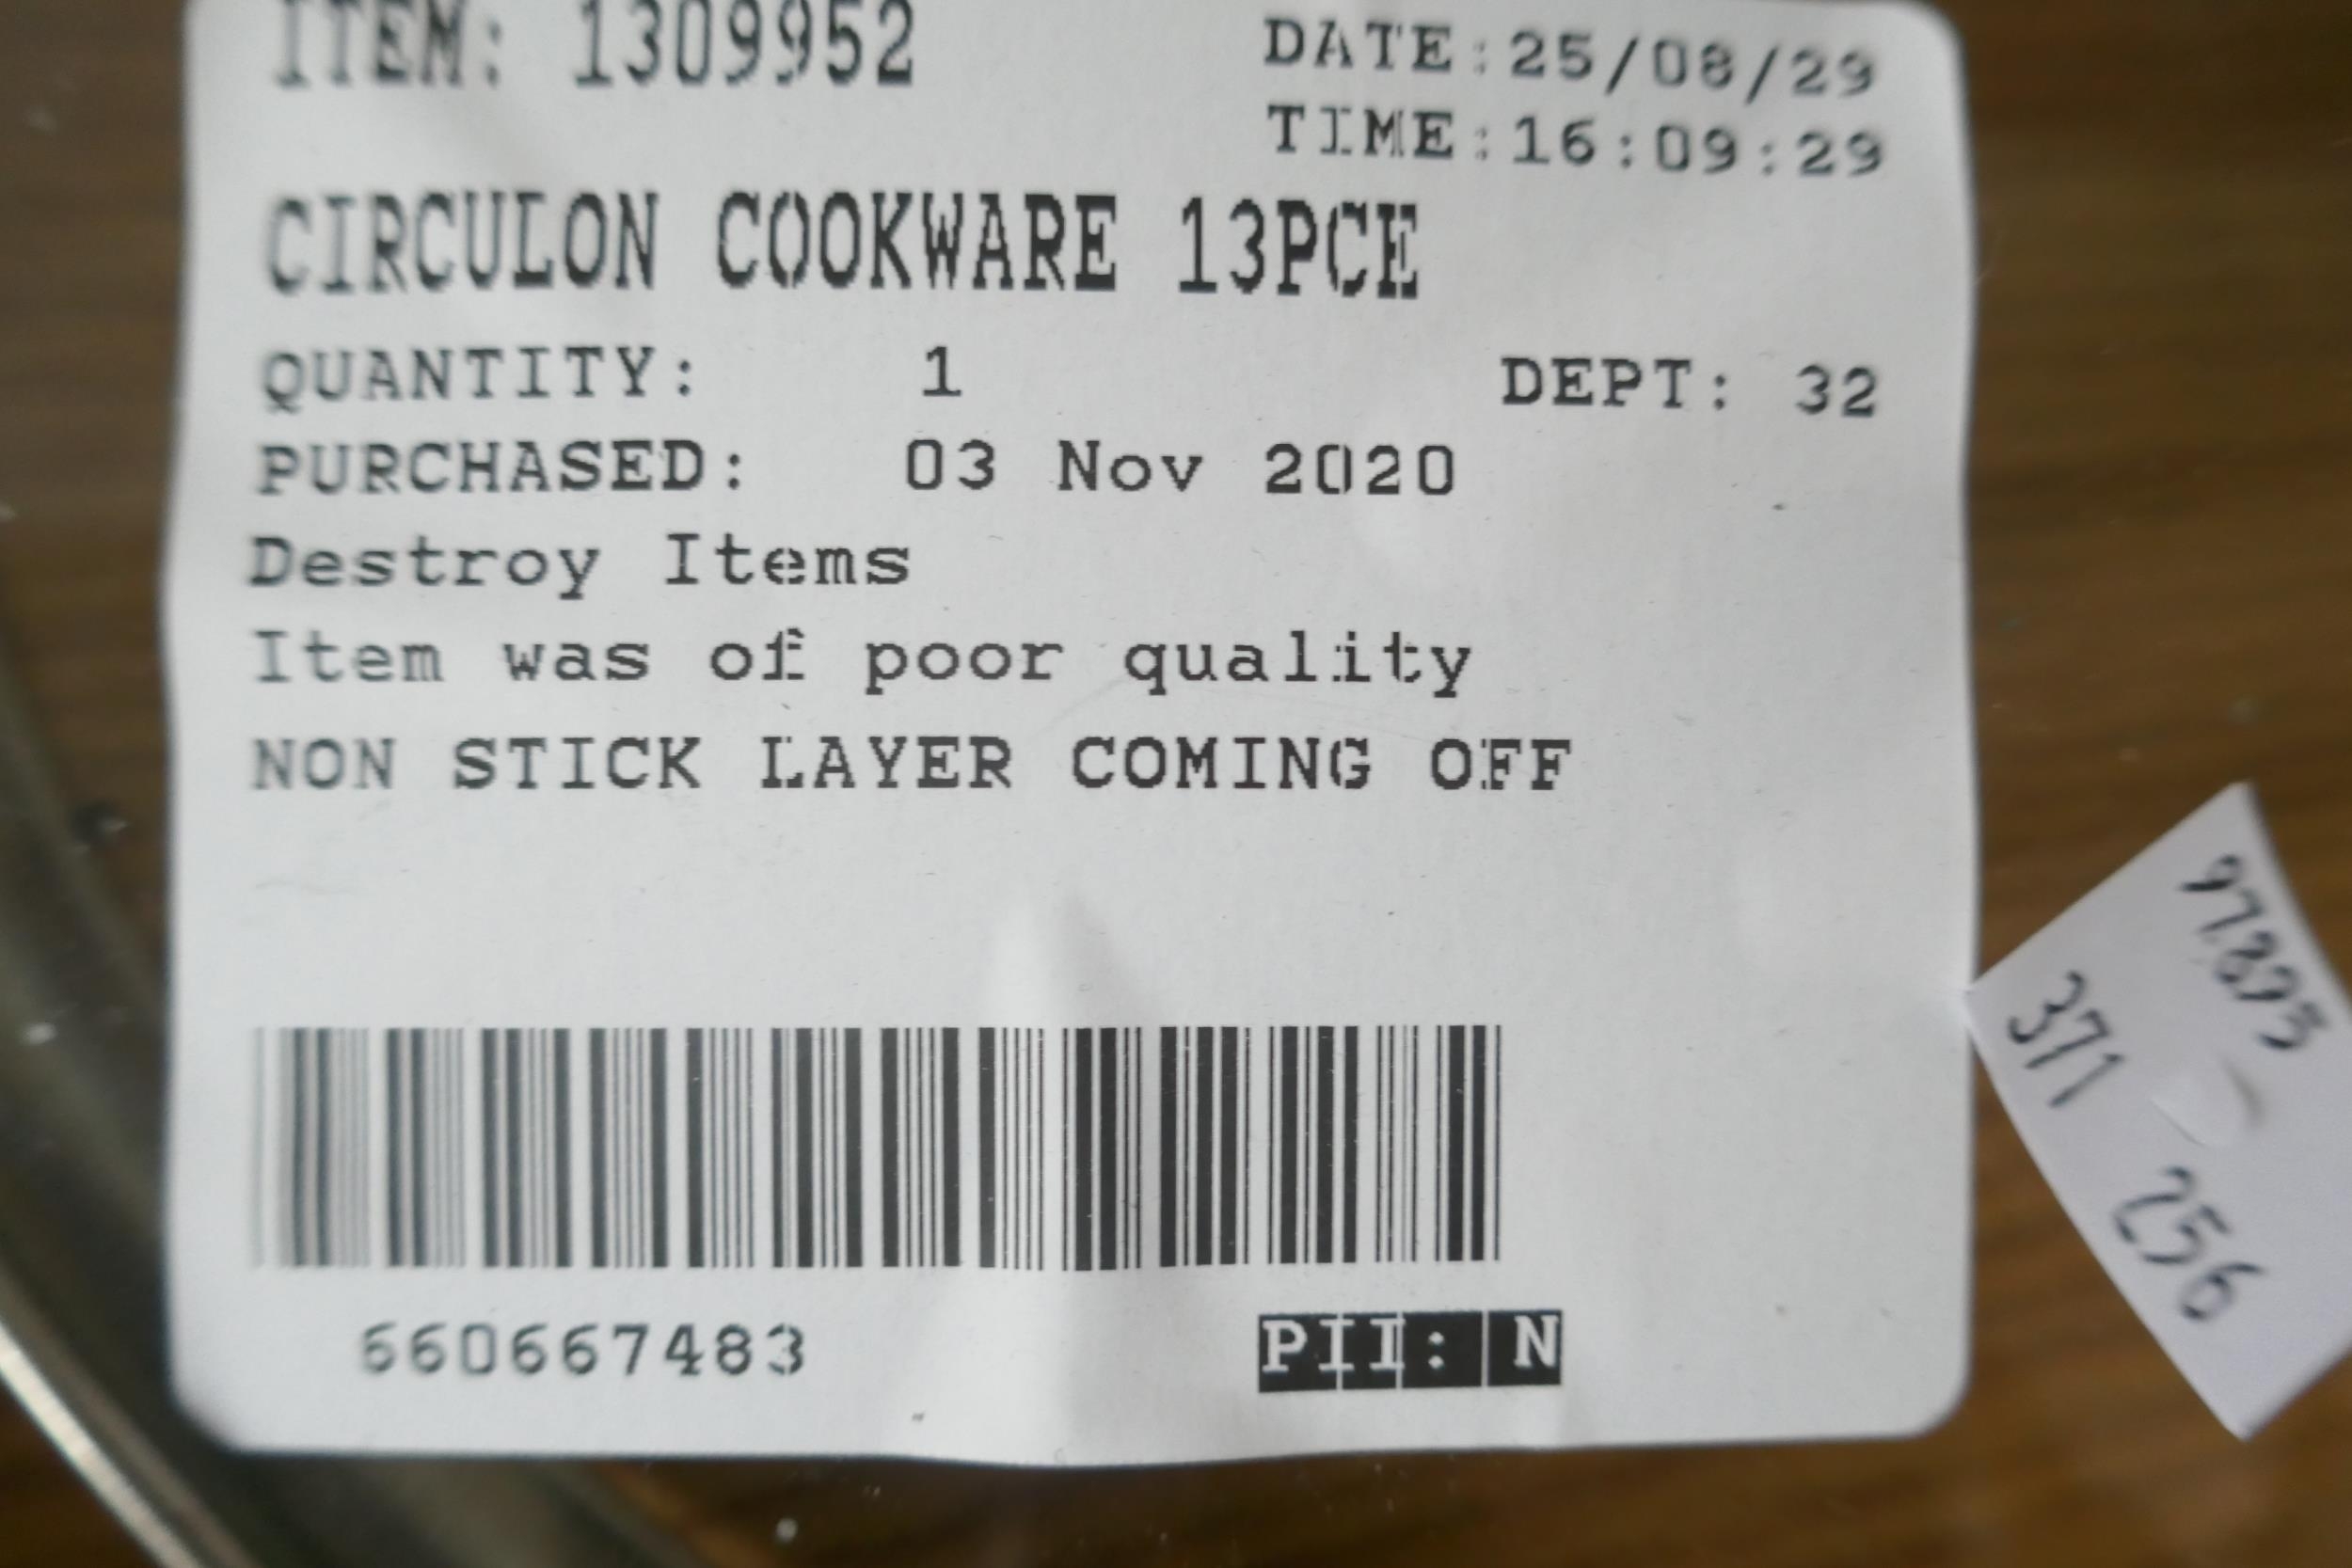 ITEM: 1309952
DATE:25/08/29
TIME:16:09:29
CIRCULON COOKWARE 13PCE
QUANTITY: 1 DEPT: 32
PURCHASED: 03 Nov 2020
Destroy Items
Item was of poor quality
NON STICK LAYER COMING OFF
660667483 PII: N
371
256